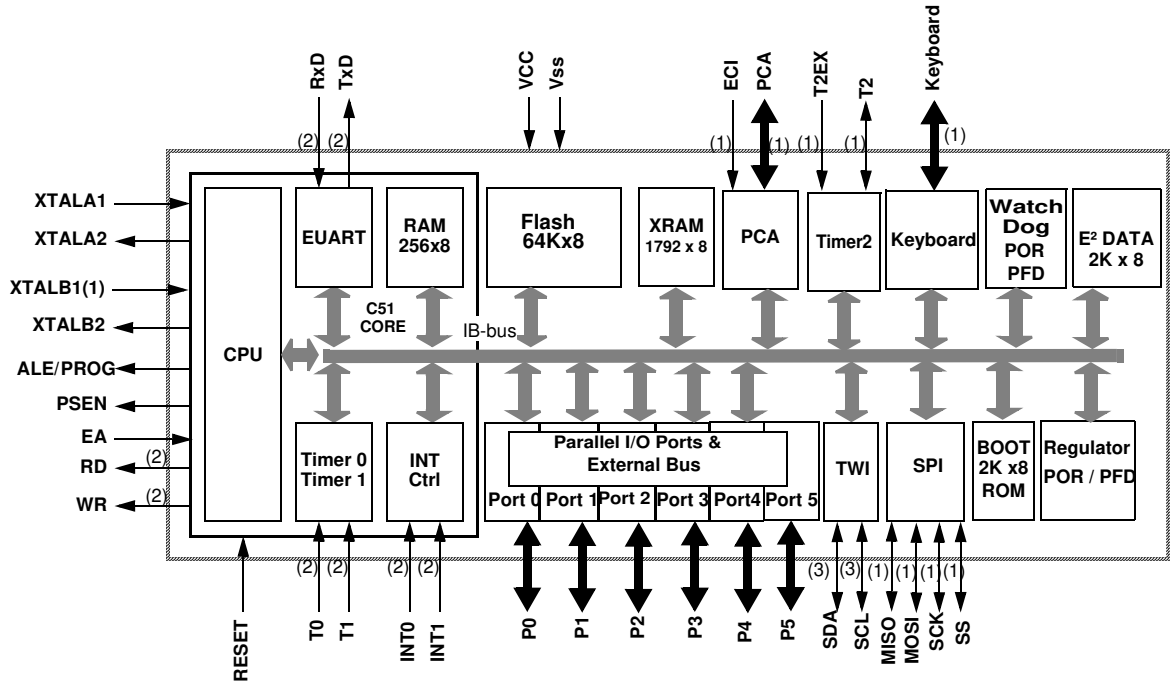 RxD
TxD
VCC
Vss
ECI
PCA
T2EX
T2
Keyboard
(2)
(2)
(1)
(1)
(1)
(1)
(1)
XTALA1
XTALA2
XTALB1(1)
XTALB2
ALE/PROG
PSEN
EA
RD
(2)
WR
(2)
CPU
EUART
RAM
256x8
C51
CORE
IB-bus
Flash
64Kx8
XRAM
1792 x 8
PCA
Timer2
Keyboard
Watch
Dog
POR
PFD
E² DATA
2K x 8
Timer 0
Timer 1
INT
Ctrl
Parallel I/O Ports &
External Bus
Port 0
Port 1
Port 2
Port 3
Port4
Port 5
TWI
SPI
BOOT
2K x8
ROM
Regulator
POR / PFD
(2)
(2)
(2)
(2)
(3)
(3)
(1)
(1)
(1)
(1)
RESET
T0
T1
INT0
INT1
P0
P1
P2
P3
P4
P5
SDA
SCL
MISO
MOSI
SCK
SS